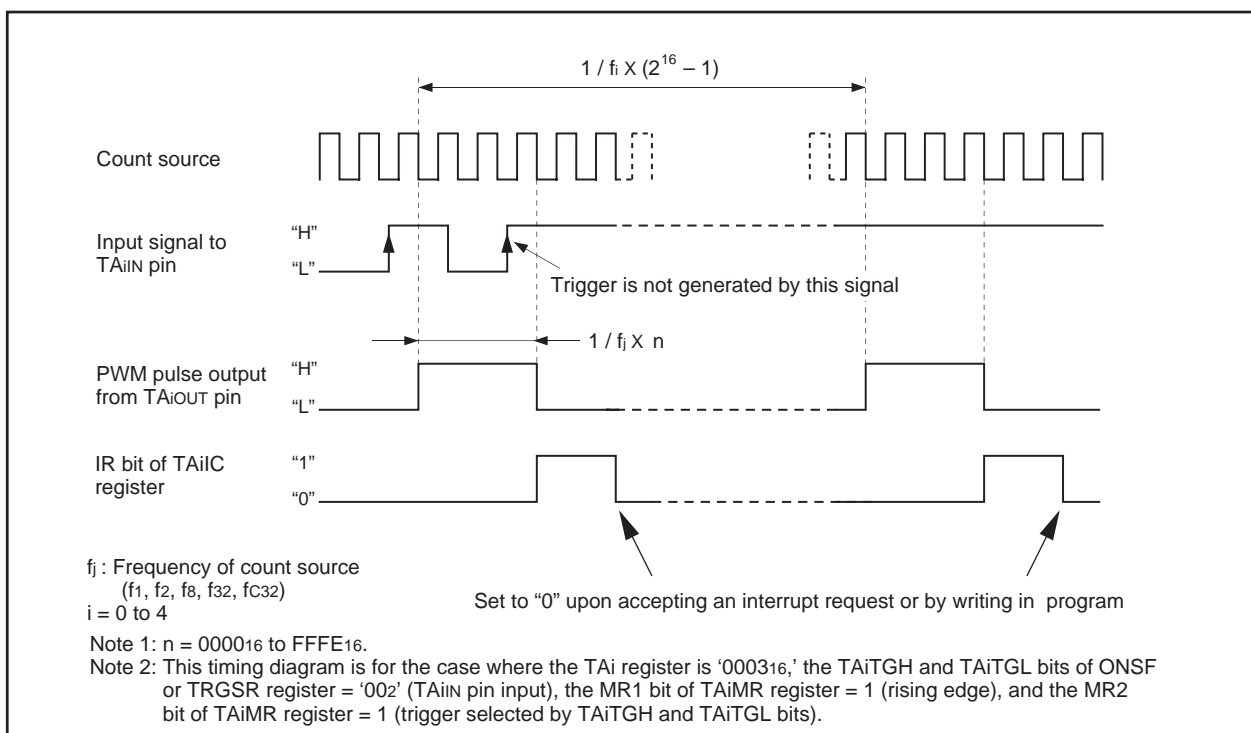 1 / fi X (2^16 – 1)
Count source
Input signal to
TAiIN pin
“H”
“L”
Trigger is not generated by this signal
1 / fj X n
PWM pulse output
from TAiOUT pin
“H”
“L”
IR bit of TAiIC
register
“1”
“0”
fj : Frequency of count source
(f1, f2, f8, f32, fC32)
i = 0 to 4
Set to “0” upon accepting an interrupt request or by writing in program
Note 1: n = 000016 to FFFE16.
Note 2: This timing diagram is for the case where the TAi register is ‘000316,’ the TAiTGH and TAiTGL bits of ONSF
or TRGSR register = ‘002’ (TAiIN pin input), the MR1 bit of TAiMR register = 1 (rising edge), and the MR2
bit of TAiMR register = 1 (trigger selected by TAiTGH and TAiTGL bits).